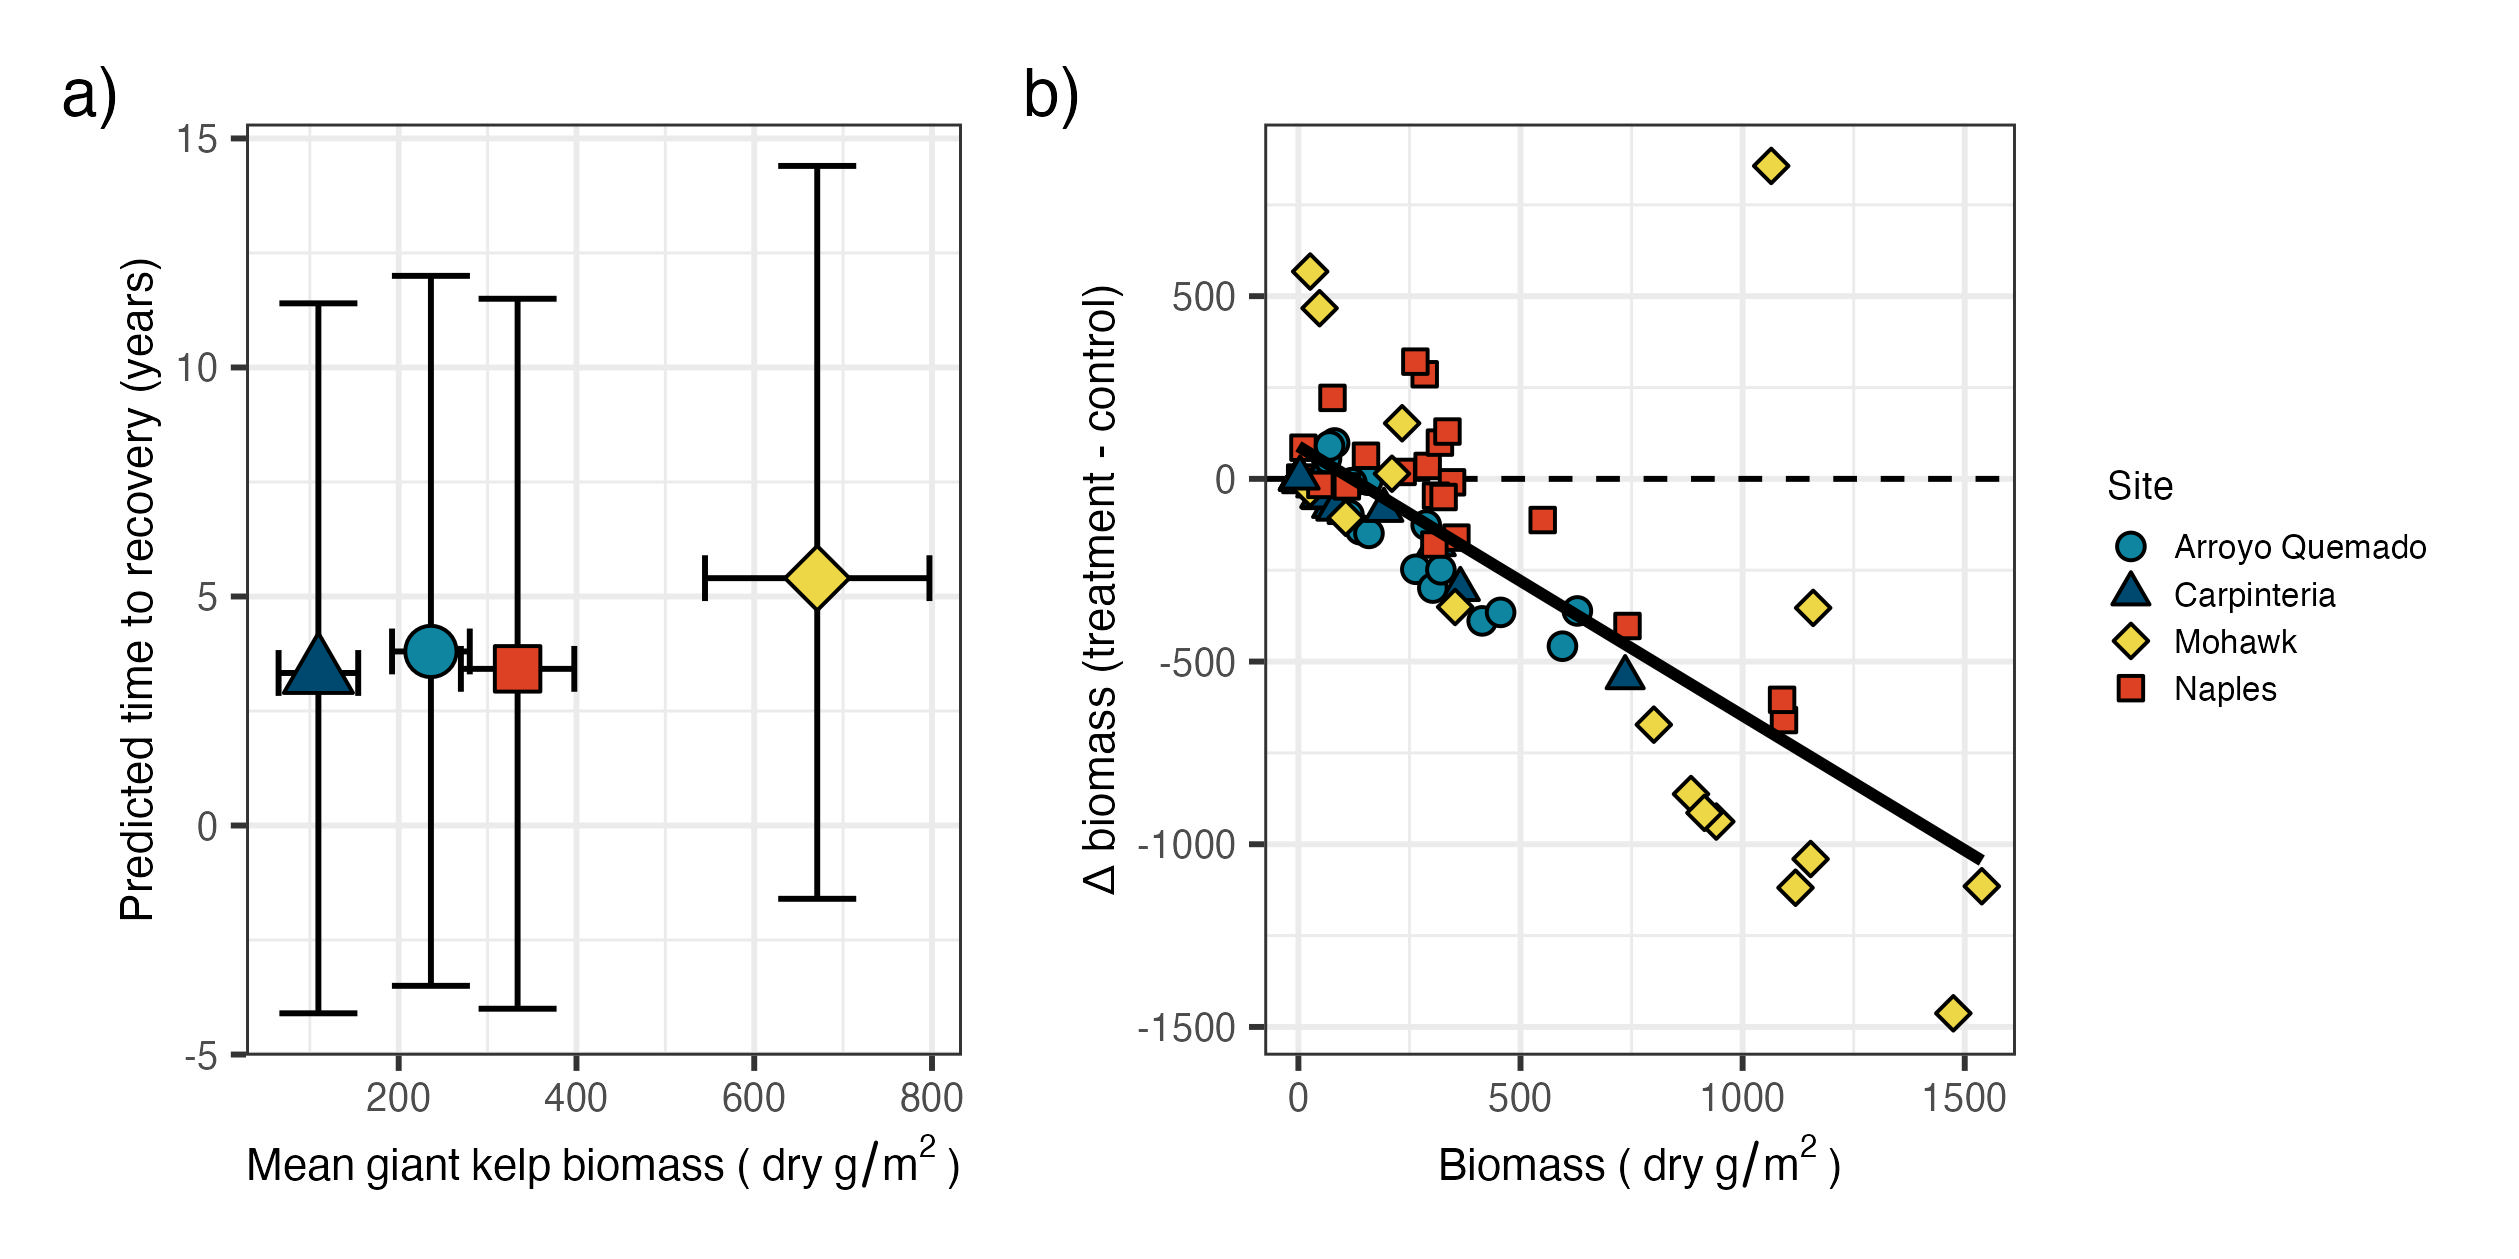 a)
Predicted time to recovery (years)
15
10
5
0
-5
200 400 600 800
Mean giant kelp biomass ( dry g/m² )
b)
Δ biomass (treatment - control)
500
0
-500
-1000
-1500
0 500 1000 1500
Biomass ( dry g/m² )
Site
Arroyo Quemado
Carpinteria
Mohawk
Naples